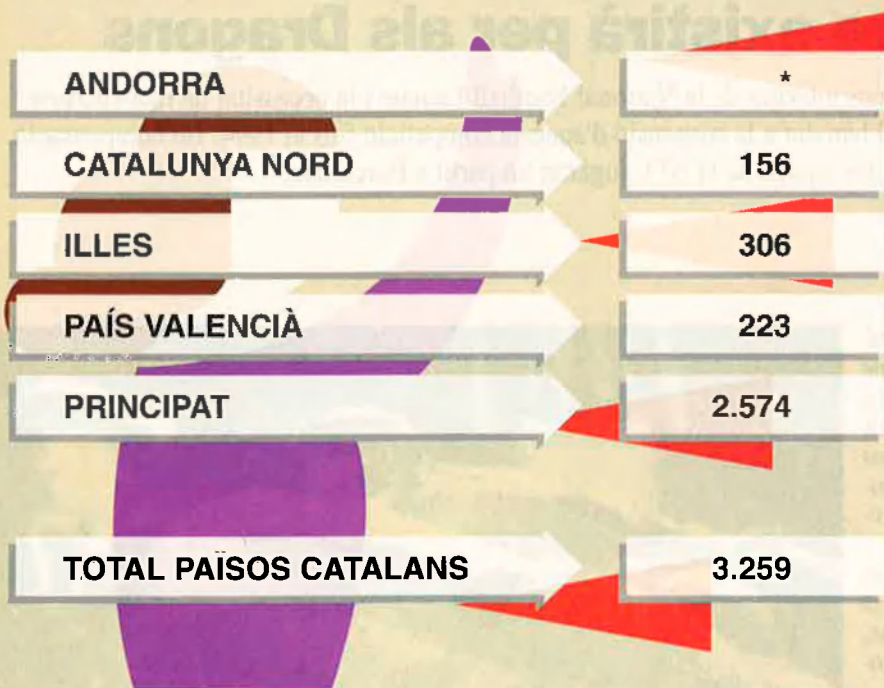 ANDORRA *
CATALUNYA NORD 156
ILLES 306
PAÍS VALENCIÀ 223
PRINCIPAT 2.574
TOTAL PAÏSOS CATALANS 3.259